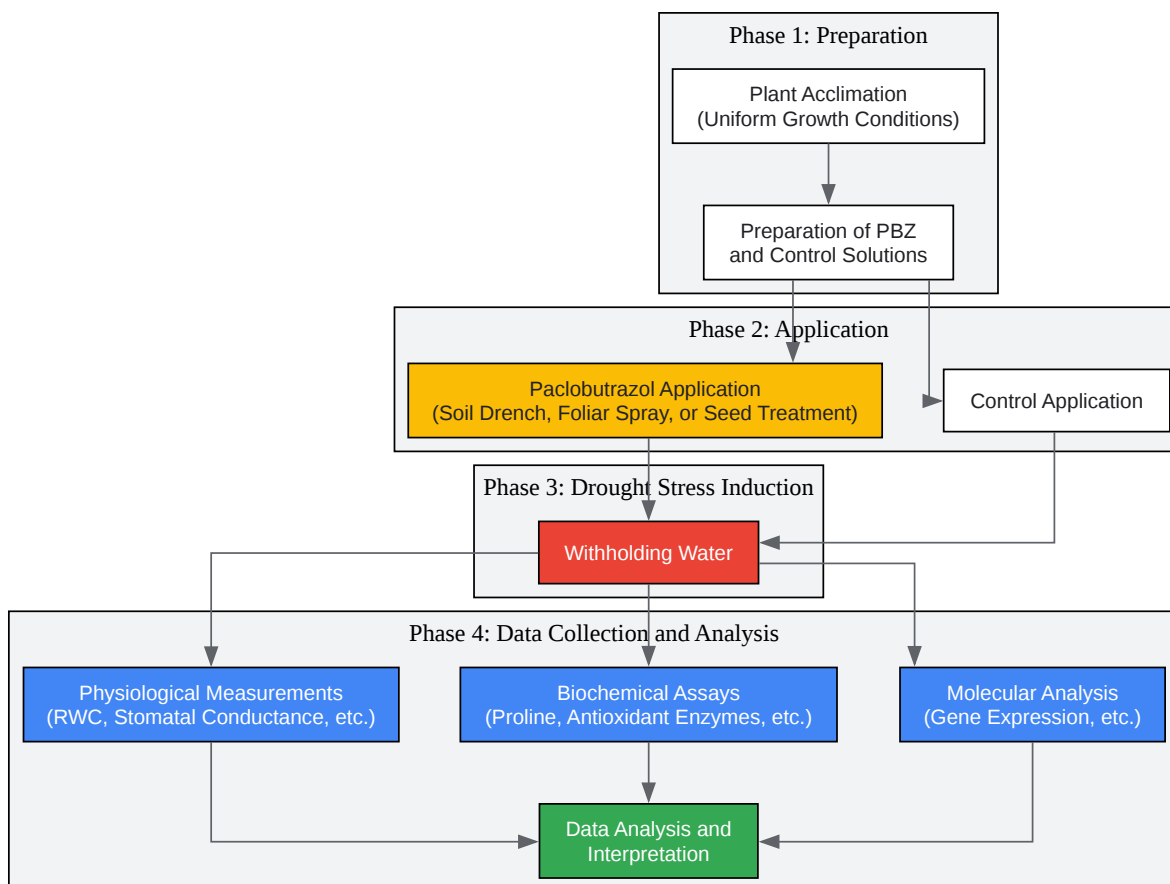 Phase 1: Preparation
Plant Acclimation
(Uniform Growth Conditions)
Preparation of PBZ
and Control Solutions
Phase 2: Application
Paclobutrazol Application
(Soil Drench, Foliar Spray, or Seed Treatment)
Control Application
Phase 3: Drought Stress Induction
Withholding Water
Phase 4: Data Collection and Analysis
Physiological Measurements
(RWC, Stomatal Conductance, etc.)
Biochemical Assays
(Proline, Antioxidant Enzymes, etc.)
Molecular Analysis
(Gene Expression, etc.)
Data Analysis and
Interpretation